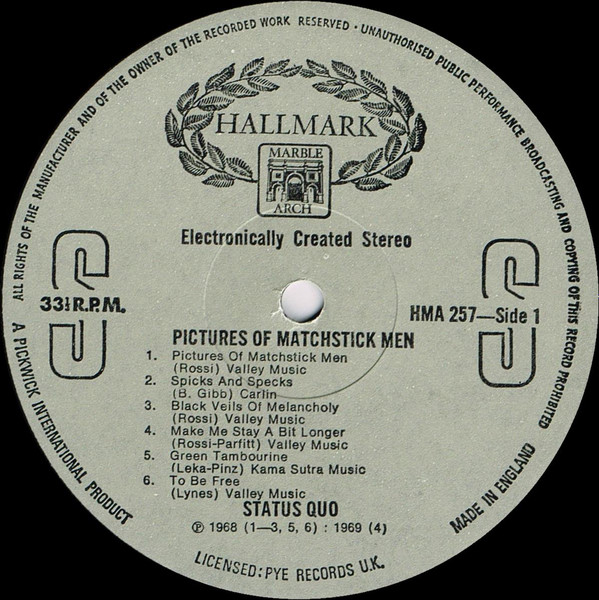 ALL RIGHTS OF THE MANUFACTURER AND OF THE OWNER OF THE RECORDED WORK RESERVED · UNAUTHORISED PUBLIC PERFORMANCE BROADCASTING AND COPYING OF THIS RECORD PROHIBITED
HALLMARK
MARBLE
ARCH
Electronically Created Stereo
33⅓ R.P.M.
HMA 257—Side 1
PICTURES OF MATCHSTICK MEN
1. Pictures Of Matchstick Men
(Rossi) Valley Music
2. Spicks And Specks
(B. Gibb) Carlin
3. Black Veils Of Melancholy
(Rossi) Valley Music
4. Make Me Stay A Bit Longer
(Rossi-Parfitt) Valley Music
5. Green Tambourine
(Leka-Pinz) Kama Sutra Music
6. To Be Free
(Lynes) Valley Music
STATUS QUO
℗ 1968 (1—3, 5, 6) : 1969 (4)
A PICKWICK INTERNATIONAL PRODUCT
LICENSED: PYE RECORDS U.K.
MADE IN ENGLAND